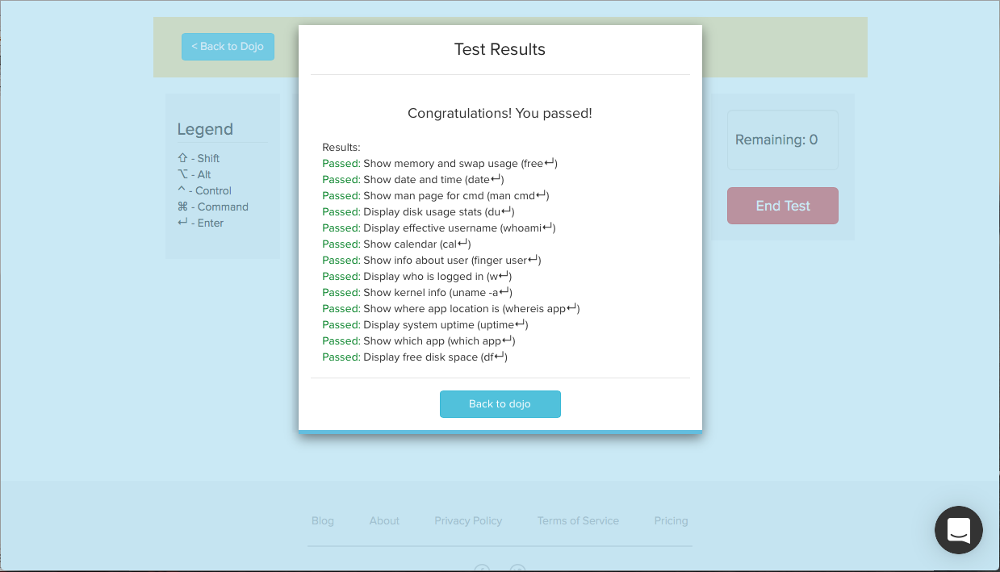 < Back to Dojo
Test Results
Congratulations! You passed!
Results:
Passed: Show memory and swap usage (free↵)
Passed: Show date and time (date↵)
Passed: Show man page for cmd (man cmd↵)
Passed: Display disk usage stats (du↵)
Passed: Display effective username (whoami↵)
Passed: Show calendar (cal↵)
Passed: Show info about user (finger user↵)
Passed: Display who is logged in (w↵)
Passed: Show kernel info (uname -a↵)
Passed: Show where app location is (whereis app↵)
Passed: Display system uptime (uptime↵)
Passed: Show which app (which app↵)
Passed: Display free disk space (df↵)
Back to dojo
Legend
⇧ - Shift
⌥ - Alt
^ - Control
⌘ - Command
↵ - Enter
Remaining: 0
End Test
Blog About Privacy Policy Terms of Service Pricing